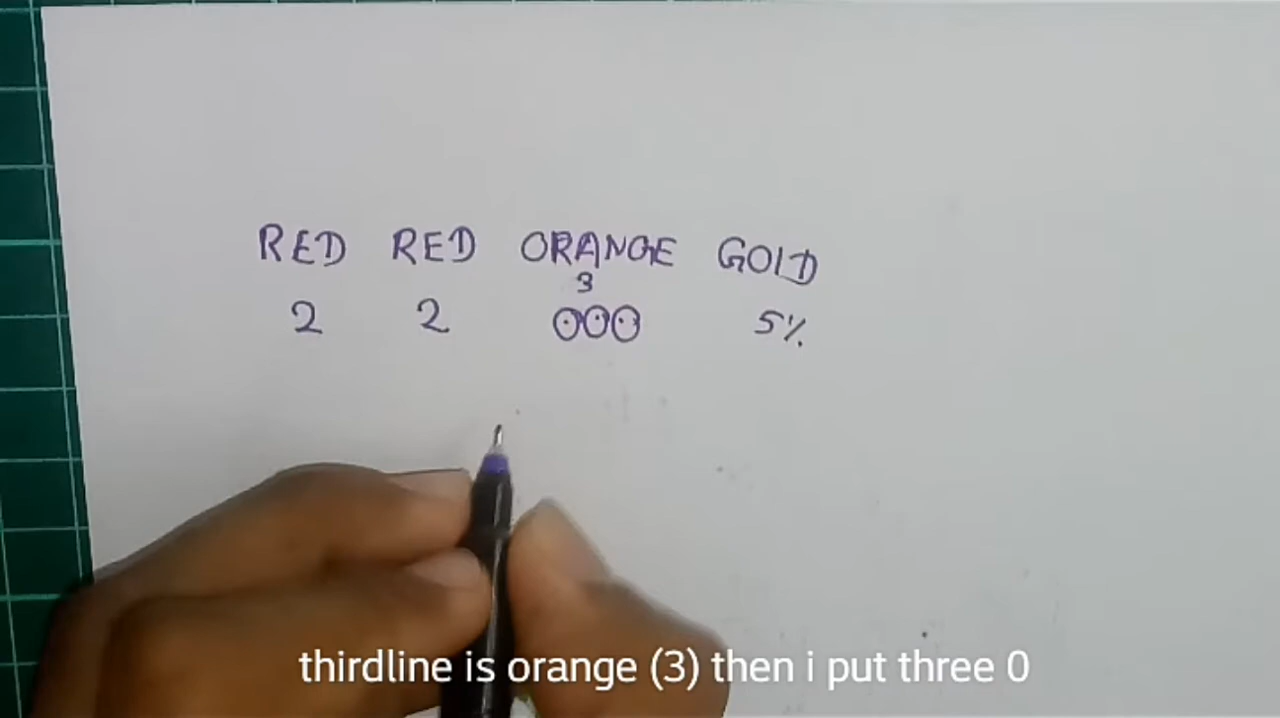 RED RED ORANGE GOLD
3
2 2 000 5%
thirdline is orange (3) then i put three 0